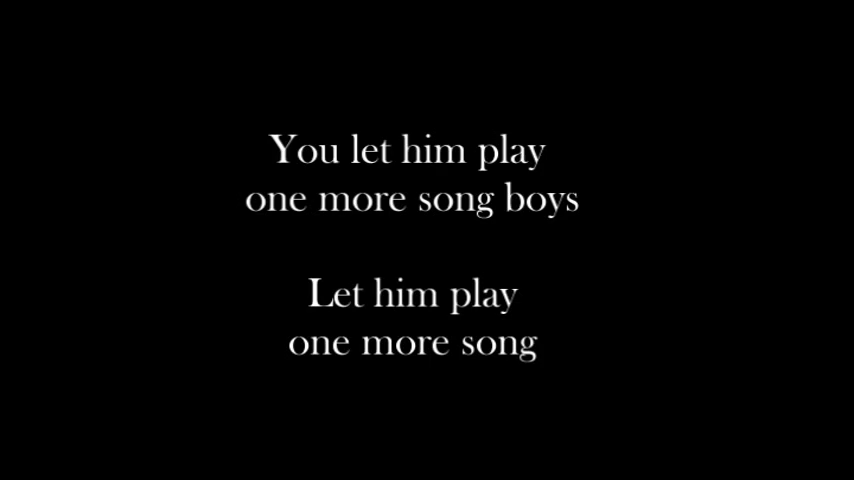 You let him play
one more song boys
Let him play
one more song